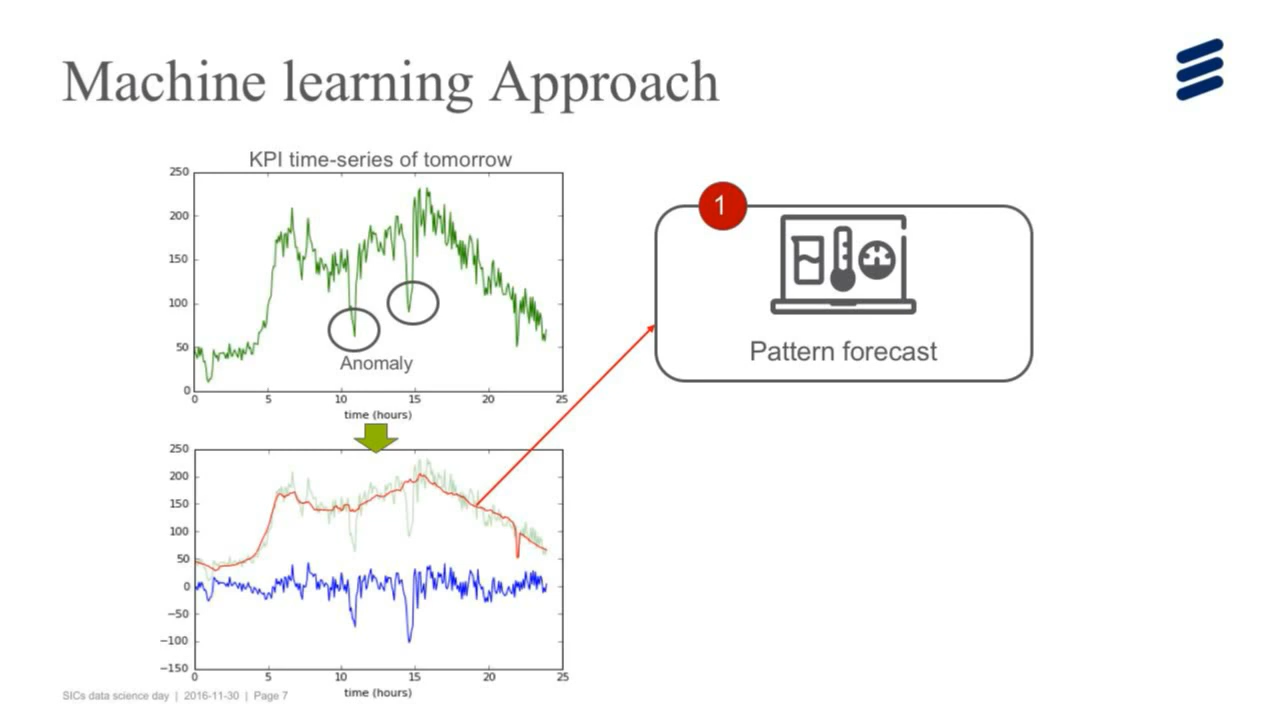 Machine learning Approach
KPI time-series of tomorrow
250
200
150
100
50
0
0 5 10 15 20 25
Anomaly
time (hours)
1
Pattern forecast
250
200
150
100
50
0
−50
−100
−150
0 5 10 15 20 25
time (hours)
SICs data science day | 2016-11-30 | Page 7